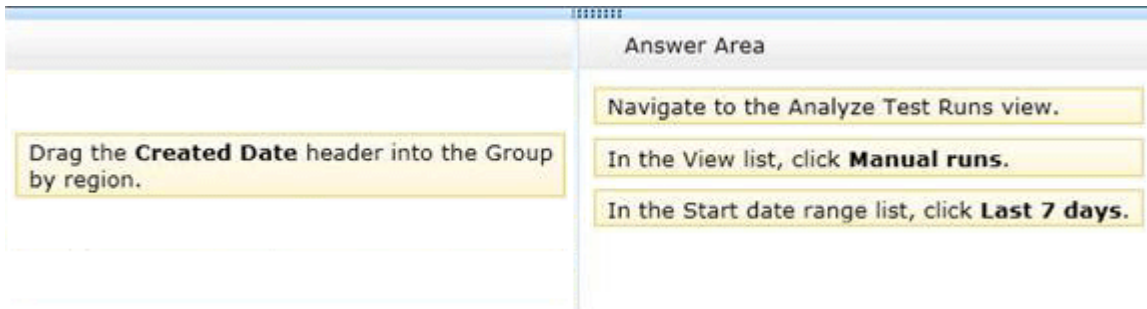 Answer Area
Navigate to the Analyze Test Runs view.
Drag the Created Date header into the Group
by region.
In the View list, click Manual runs.
In the Start date range list, click Last 7 days.